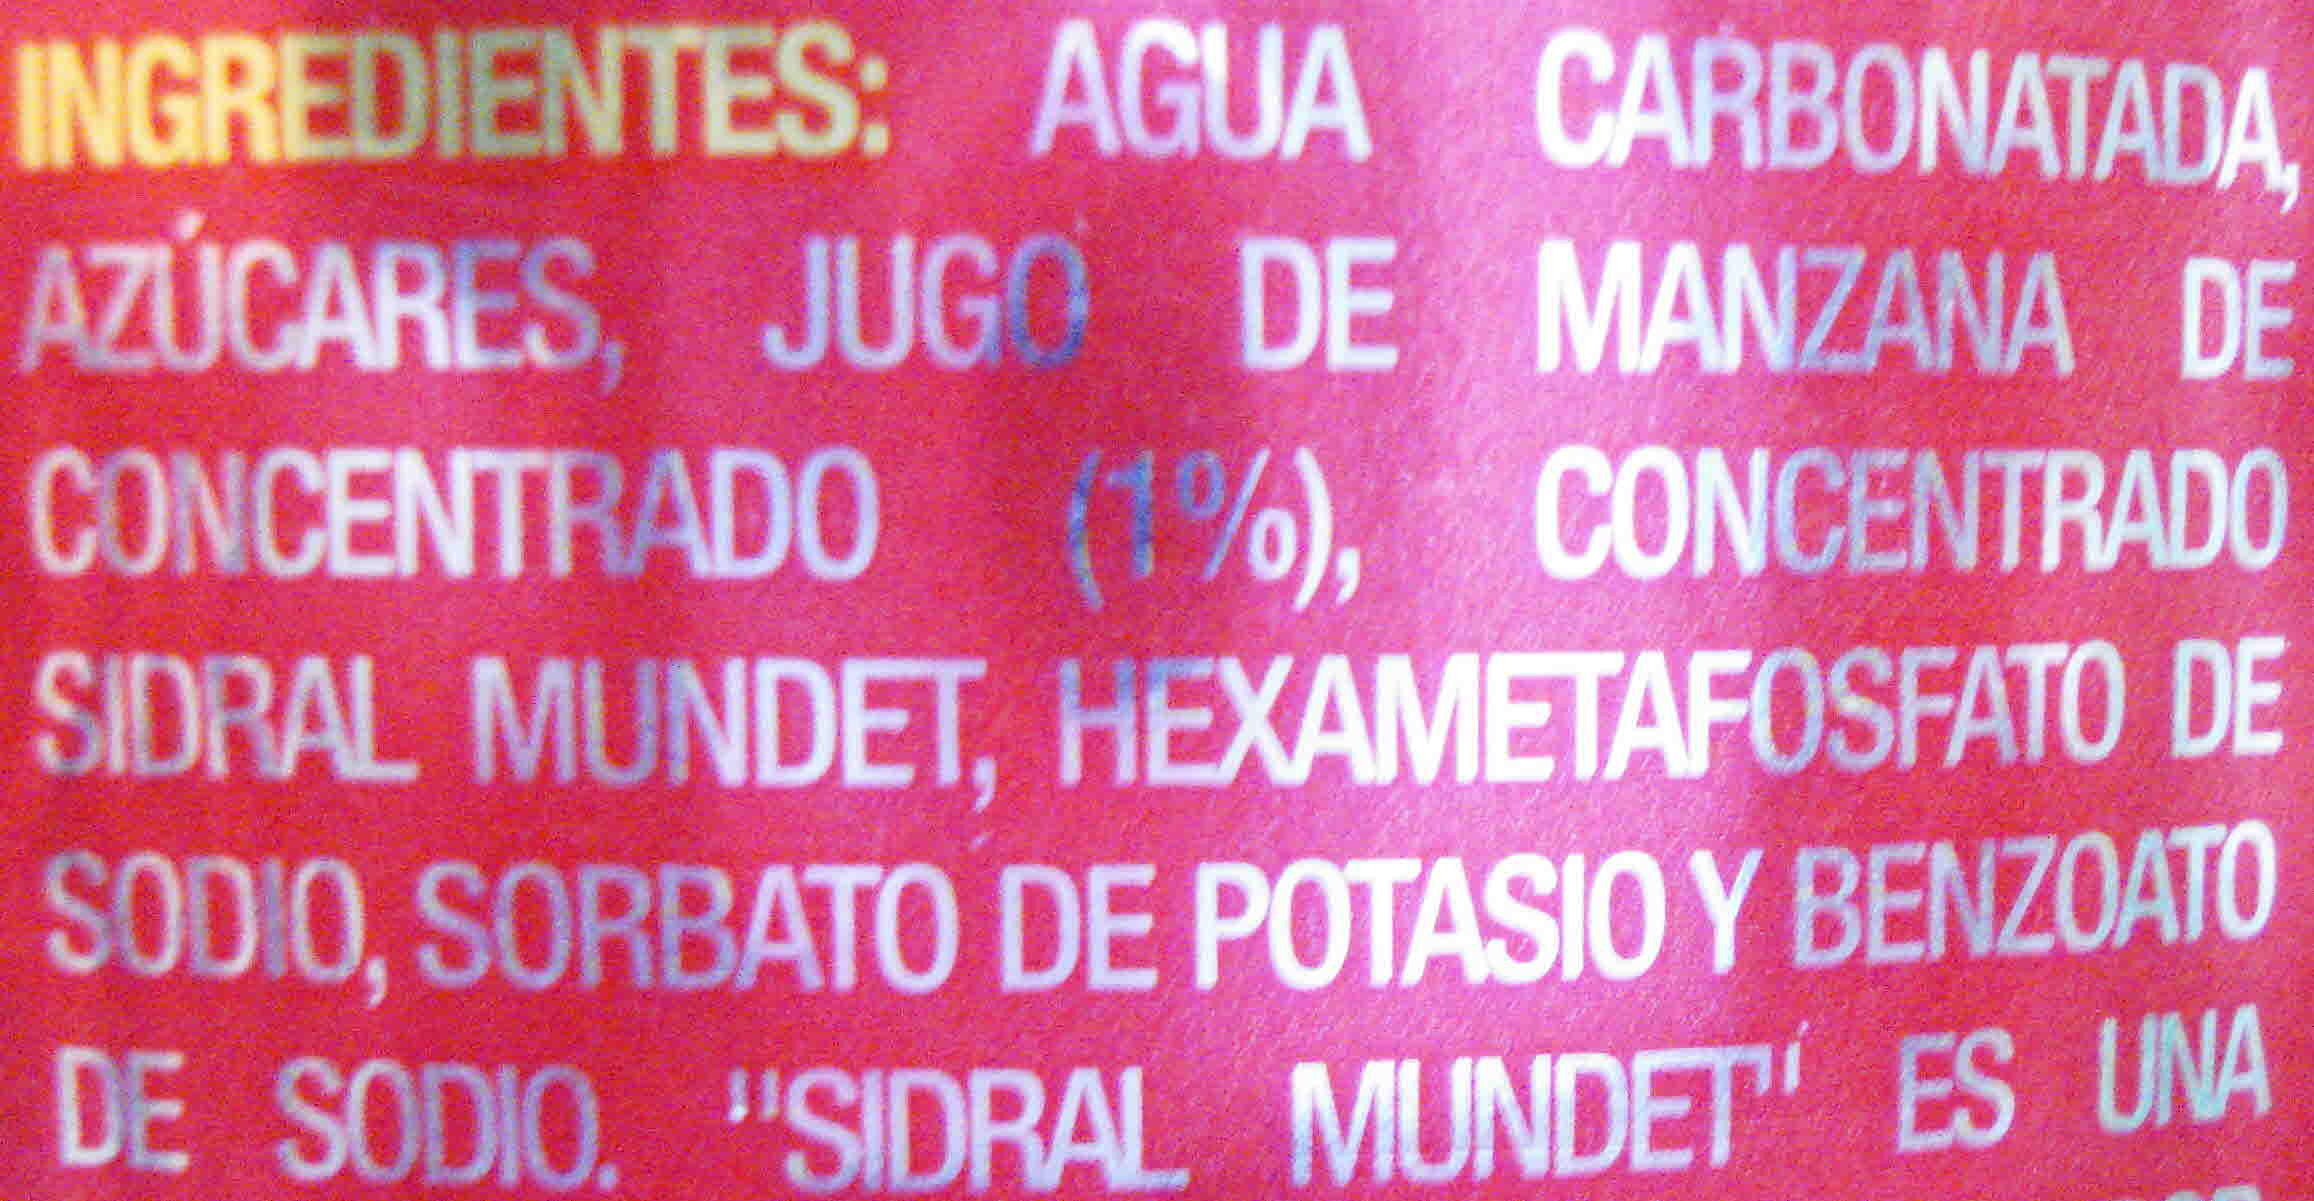 INGREDIENTES: AGUA CARBONATADA,
AZÚCARES, JUGO DE MANZANA DE
CONCENTRADO (1%), CONCENTRADO
SIDRAL MUNDET, HEXAMETAFOSFATO DE
SODIO, SORBATO DE POTASIO Y BENZOATO
DE SODIO. "SIDRAL MUNDET" ES UNA